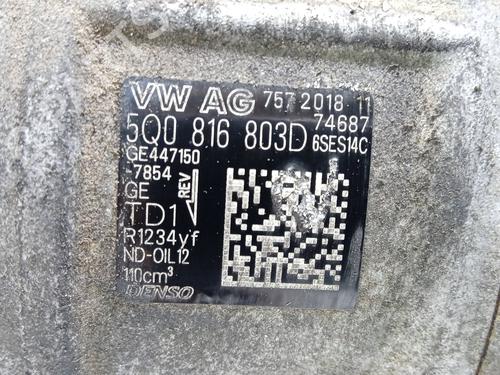 VW AG 757 2018 11
74687
5Q0 816 803D 6SES14C
GE447150
-7854
GE REV
TD1
R1234yf
ND-OIL12
110cm³
DENSO